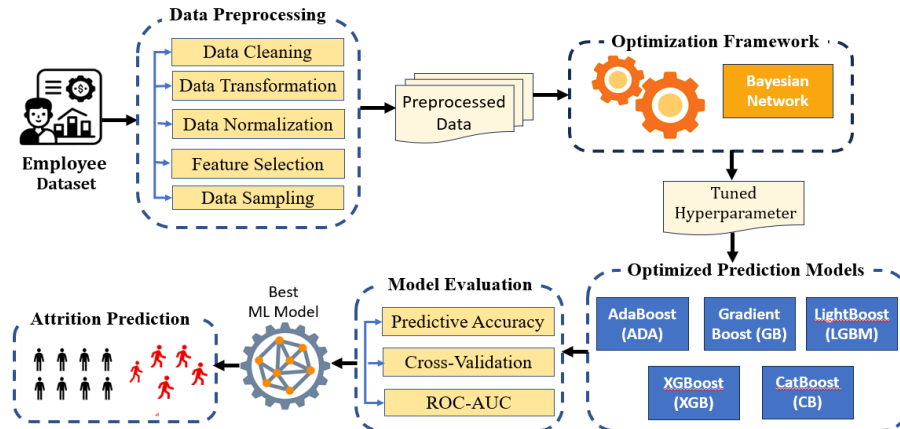 Data Preprocessing
Data Cleaning
Data Transformation
Data Normalization
Feature Selection
Data Sampling
Employee
Dataset
Preprocessed
Data
Optimization Framework
Bayesian
Network
Tuned
Hyperparameter
Optimized Prediction Models
AdaBoost
(ADA)
Gradient
Boost (GB)
LightBoost
(LGBM)
XGBoost
(XGB)
CatBoost
(CB)
Model Evaluation
Predictive Accuracy
Cross-Validation
ROC-AUC
Best
ML Model
Attrition Prediction